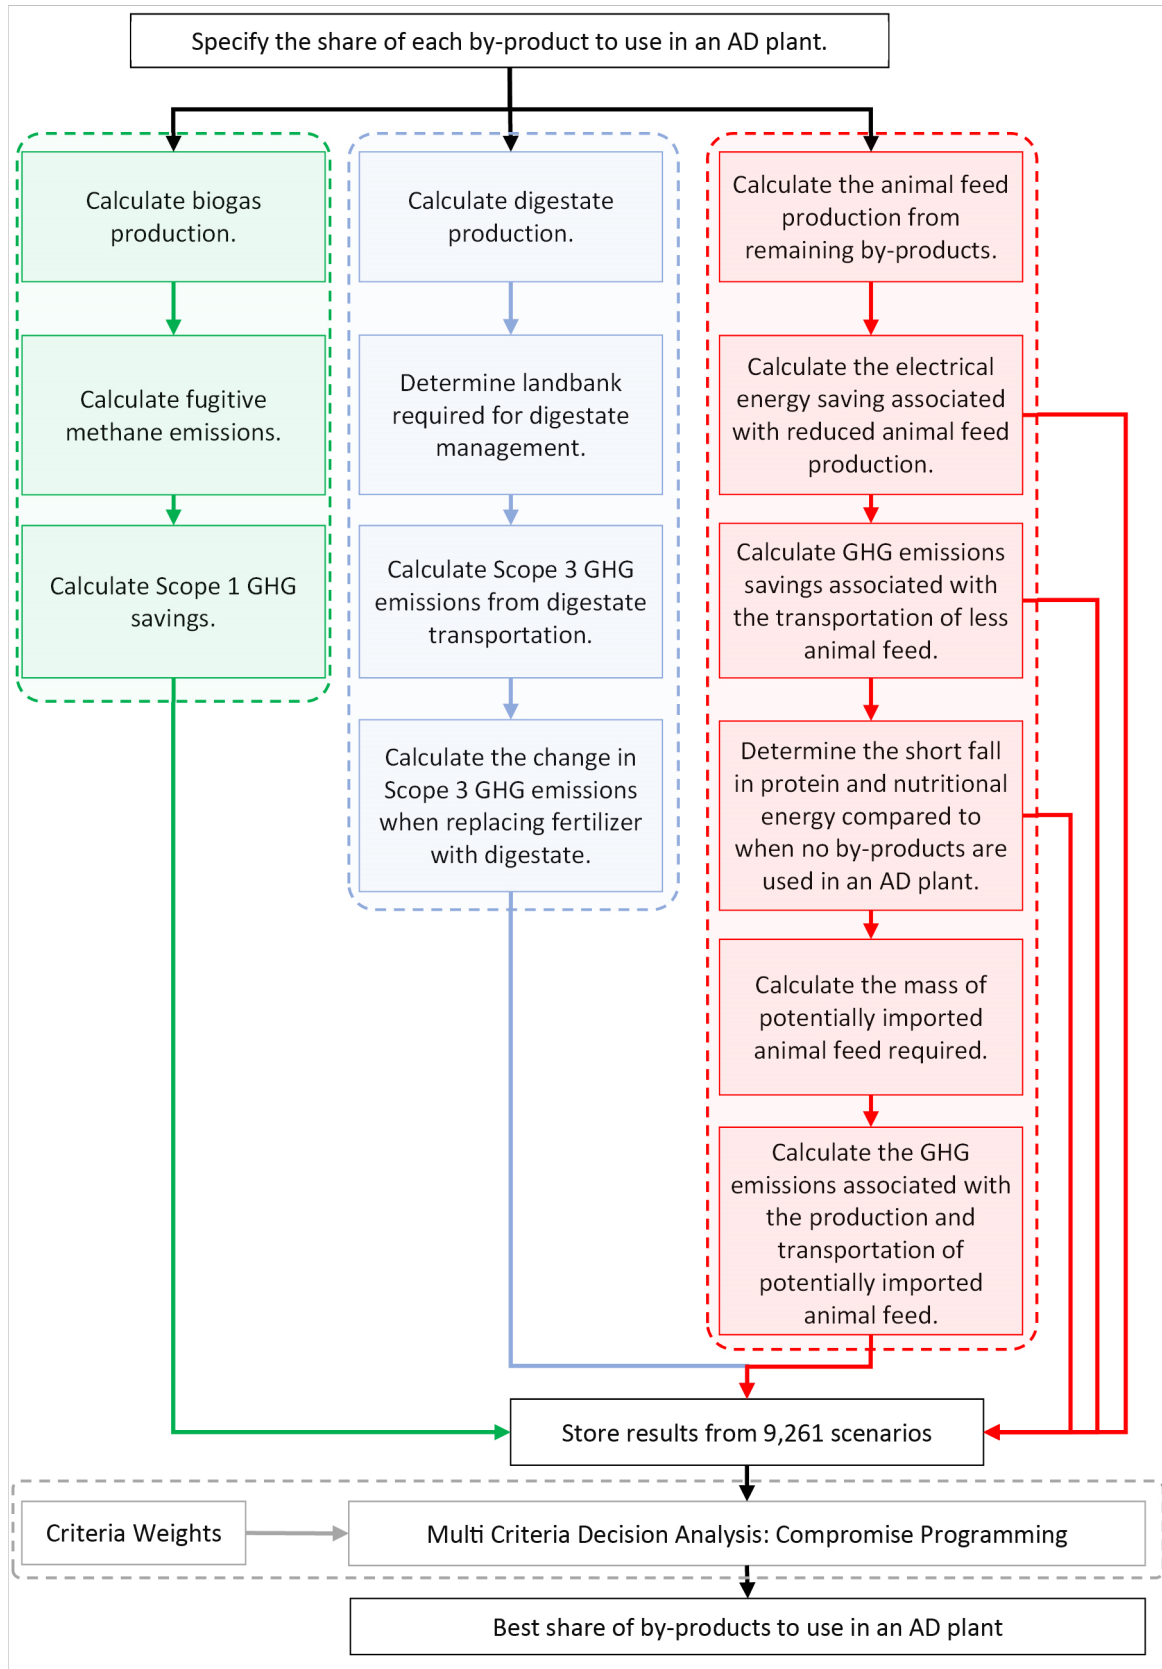 Specify the share of each by-product to use in an AD plant.
Calculate biogas
production.
Calculate fugitive
methane emissions.
Calculate Scope 1 GHG
savings.
Calculate digestate
production.
Determine landbank
required for digestate
management.
Calculate Scope 3 GHG
emissions from digestate
transportation.
Calculate the change in
Scope 3 GHG emissions
when replacing fertilizer
with digestate.
Calculate the animal feed
production from
remaining by-products.
Calculate the electrical
energy saving associated
with reduced animal feed
production.
Calculate GHG emissions
savings associated with
the transportation of less
animal feed.
Determine the short fall
in protein and nutritional
energy compared to
when no by-products are
used in an AD plant.
Calculate the mass of
potentially imported
animal feed required.
Calculate the GHG
emissions associated with
the production and
transportation of
potentially imported
animal feed.
Store results from 9,261 scenarios
Criteria Weights
Multi Criteria Decision Analysis: Compromise Programming
Best share of by-products to use in an AD plant